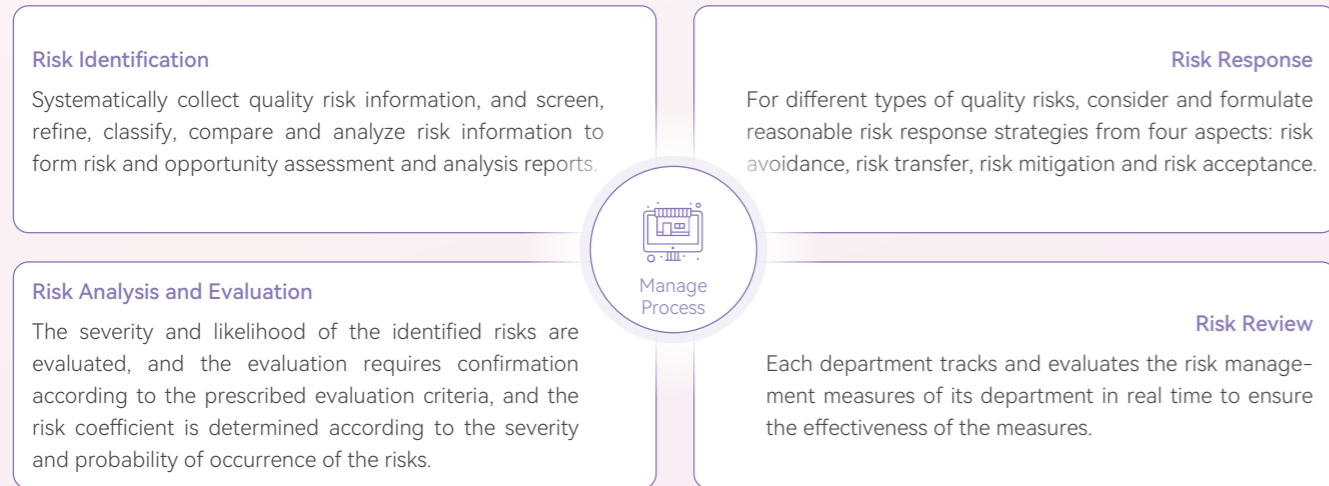 Risk Identification
Systematically collect quality risk information, and screen,
refine, classify, compare and analyze risk information to
form risk and opportunity assessment and analysis reports.
Risk Response
For different types of quality risks, consider and formulate
reasonable risk response strategies from four aspects: risk
avoidance, risk transfer, risk mitigation and risk acceptance.
Manage
Process
Risk Analysis and Evaluation
The severity and likelihood of the identified risks are
evaluated, and the evaluation requires confirmation
according to the prescribed evaluation criteria, and the
risk coefficient is determined according to the severity
and probability of occurrence of the risks.
Risk Review
Each department tracks and evaluates the risk manage-
ment measures of its department in real time to ensure
the effectiveness of the measures.